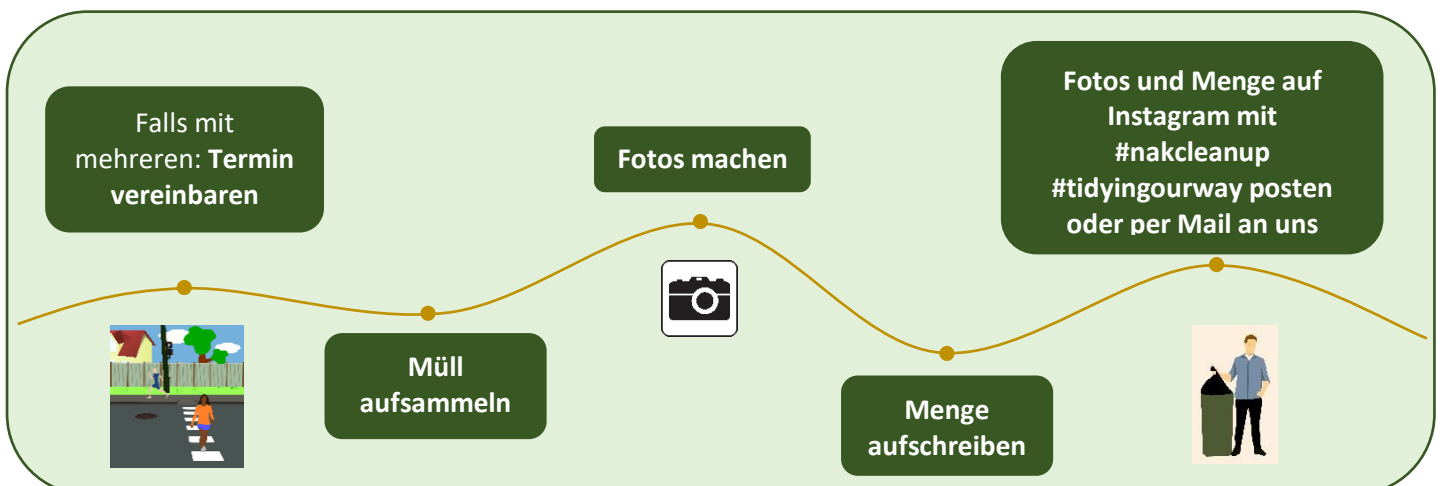 Falls mit
mehreren: Termin
vereinbaren
Müll
aufsammeln
Fotos machen
Menge
aufschreiben
Fotos und Menge auf
Instagram mit
#nakcleanup
#tidyingourway posten
oder per Mail an uns